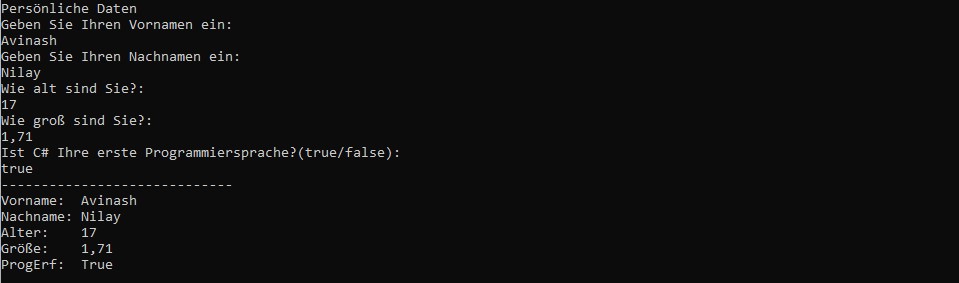 Persönliche Daten
Geben Sie Ihren Vornamen ein:
Avinash
Geben Sie Ihren Nachnamen ein:
Nilay
Wie alt sind Sie?:
17
Wie groß sind Sie?:
1,71
Ist C# Ihre erste Programmiersprache?(true/false):
true
-----------------------------
Vorname:  Avinash
Nachname: Nilay
Alter:    17
Größe:    1,71
ProgErf:  True